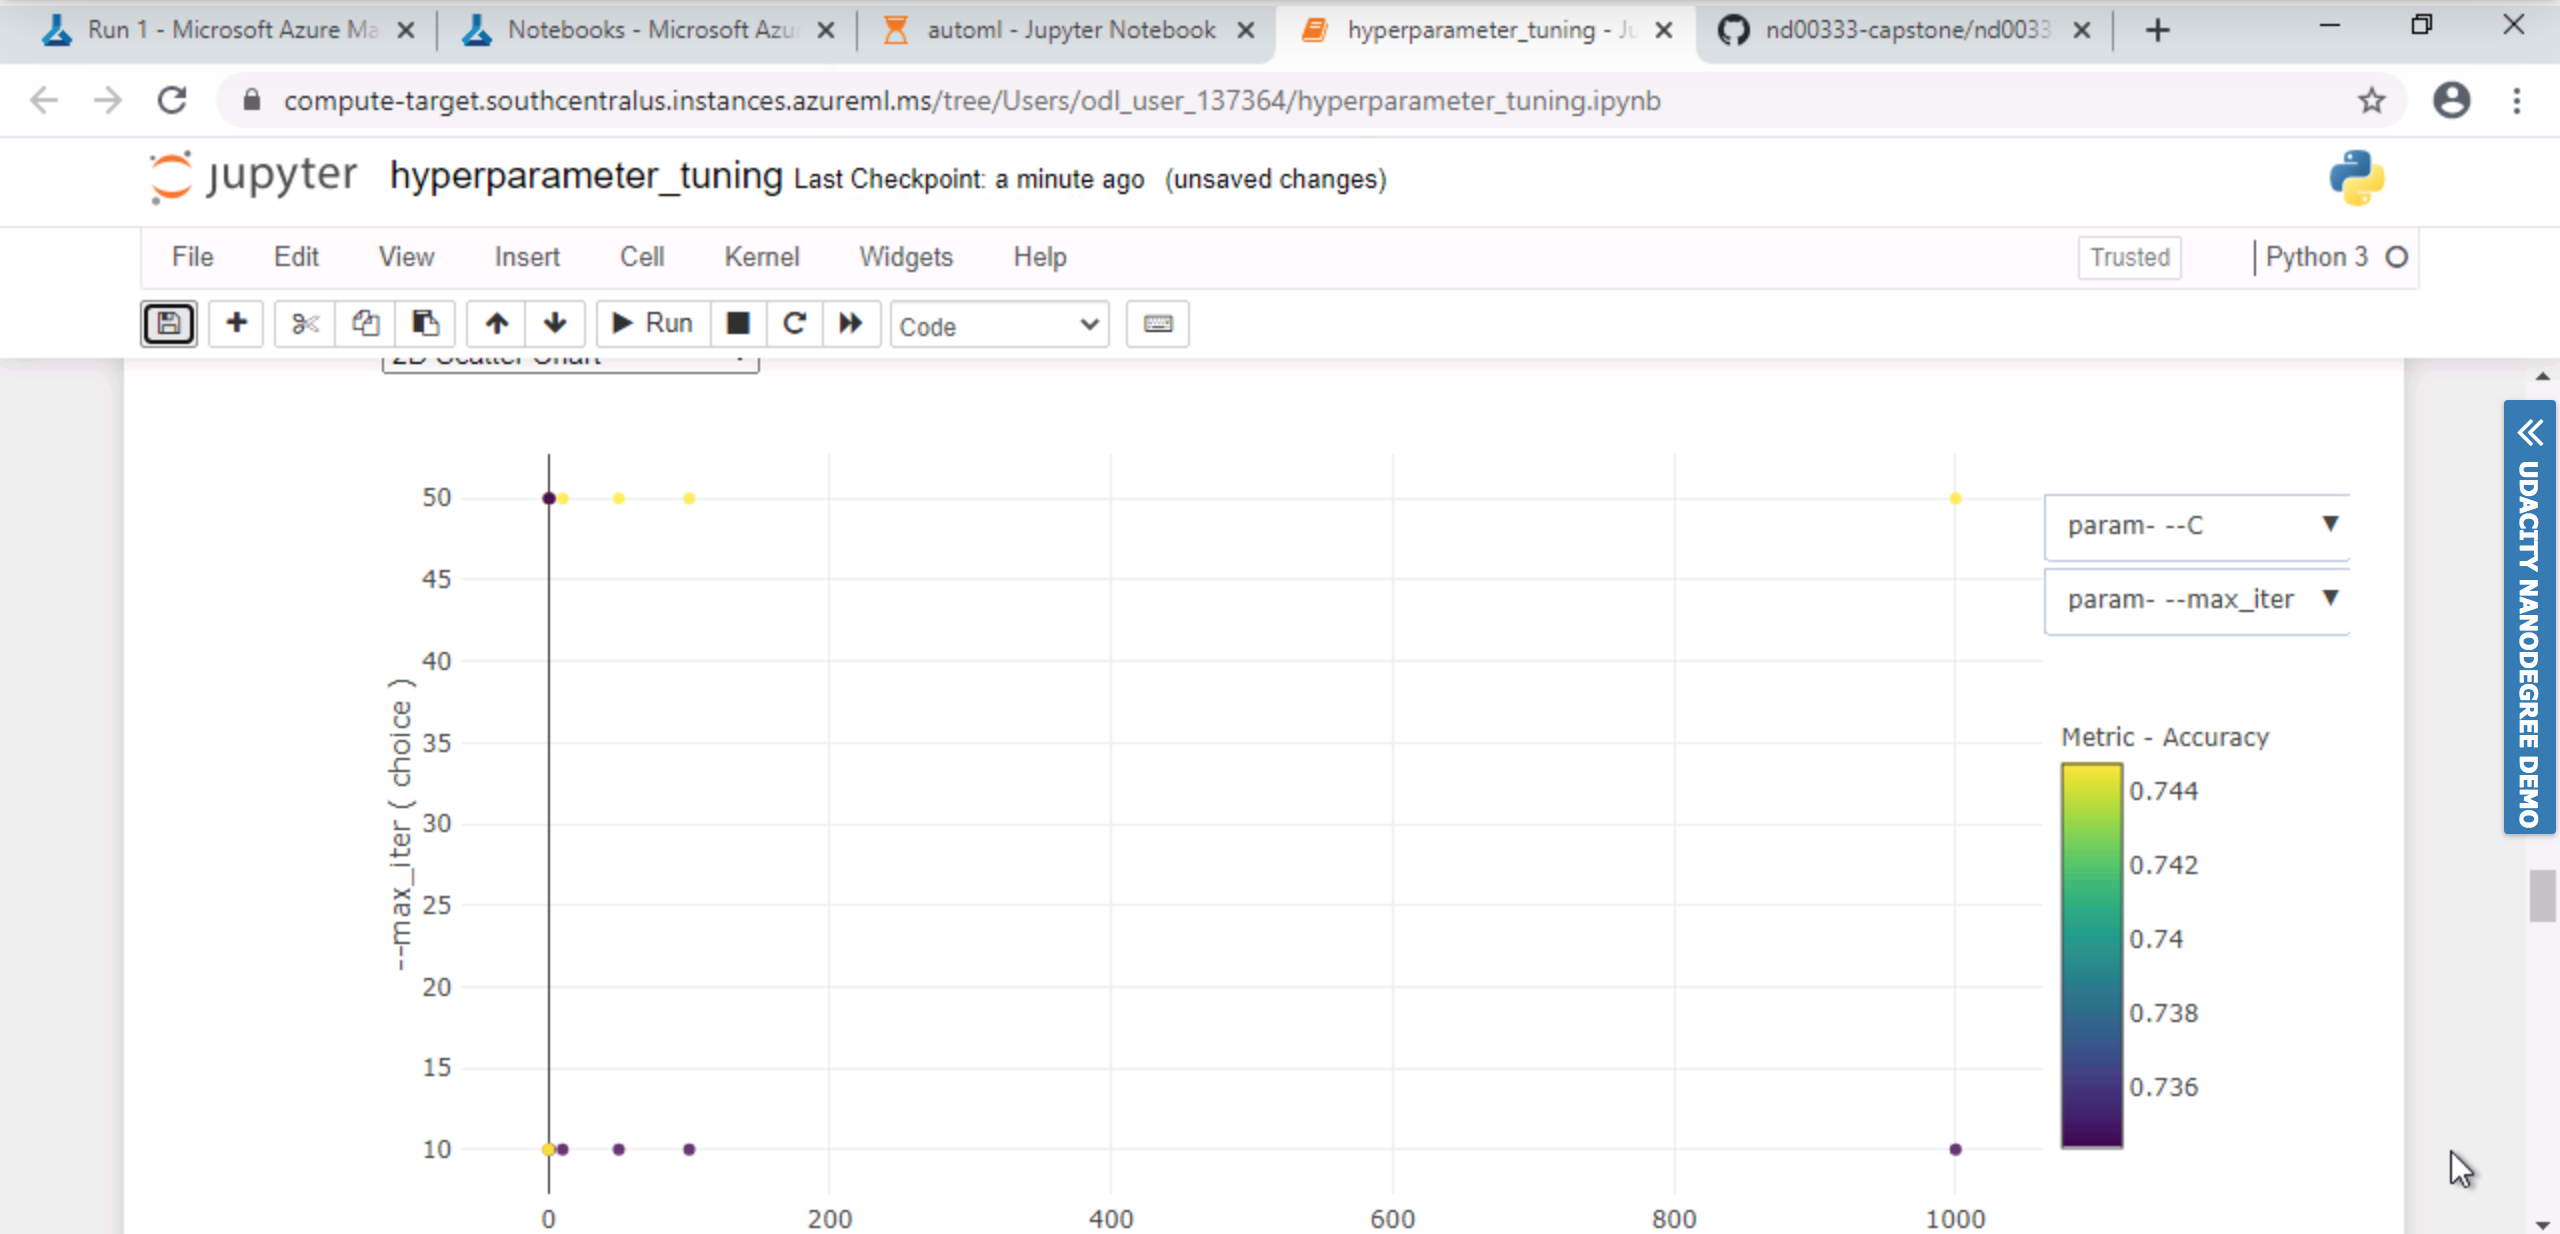 Run 1 - Microsoft Azure Ma
Notebooks - Microsoft Azu
automl - Jupyter Notebook
hyperparameter_tuning - Ju
nd00333-capstone/nd0033
compute-target.southcentralus.instances.azureml.ms/tree/Users/odl_user_137364/hyperparameter_tuning.ipynb
jupyter hyperparameter_tuning Last Checkpoint: a minute ago (unsaved changes)
File Edit View Insert Cell Kernel Widgets Help Trusted Python 3
Run Code
2D Scatter Chart
50
45
40
35
30
25
20
15
10
--max_iter ( choice )
0 200 400 600 800 1000
param- --C
param- --max_iter
Metric - Accuracy
0.744
0.742
0.74
0.738
0.736
UDACITY NANODEGREE DEMO